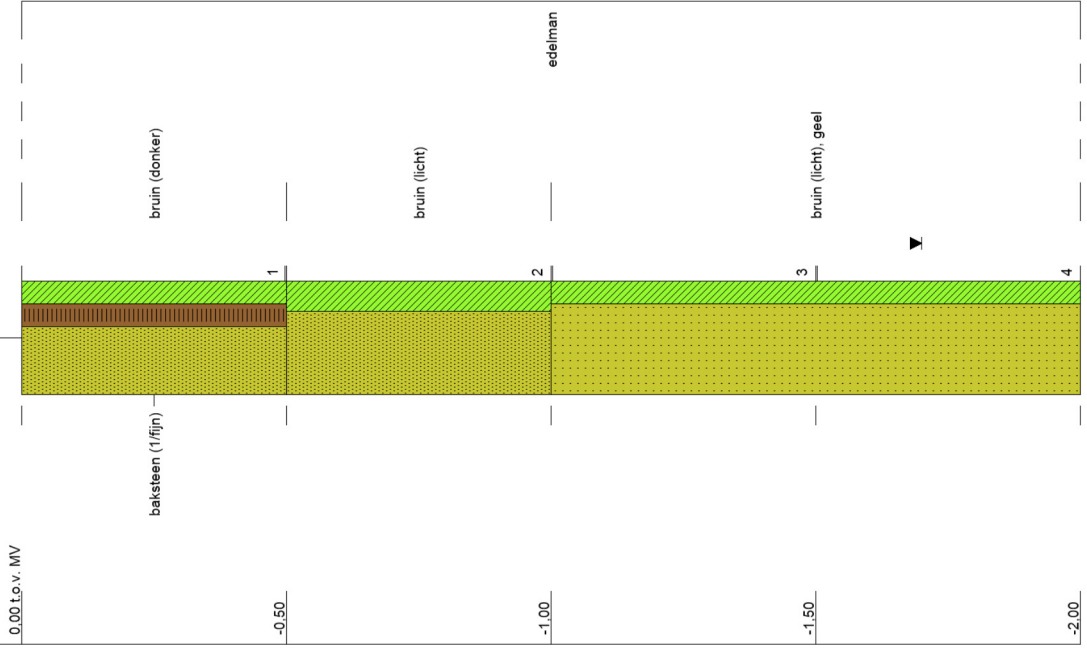 0,00 t.o.v. MV
-0,50
-1,00
-1,50
-2,00
baksteen (1/fijn)
1
2
3
4
bruin (donker)
bruin (licht)
bruin (licht), geel
edelman